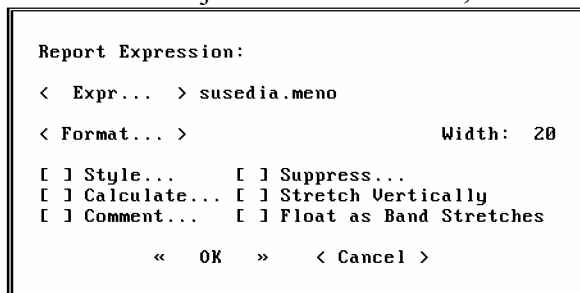 Report Expression:
< Expr... > susedia.meno
< Format... > Width: 20
[ ] Style... [ ] Suppress...
[ ] Calculate... [ ] Stretch Vertically
[ ] Comment... [ ] Float as Band Stretches
« OK » < Cancel >